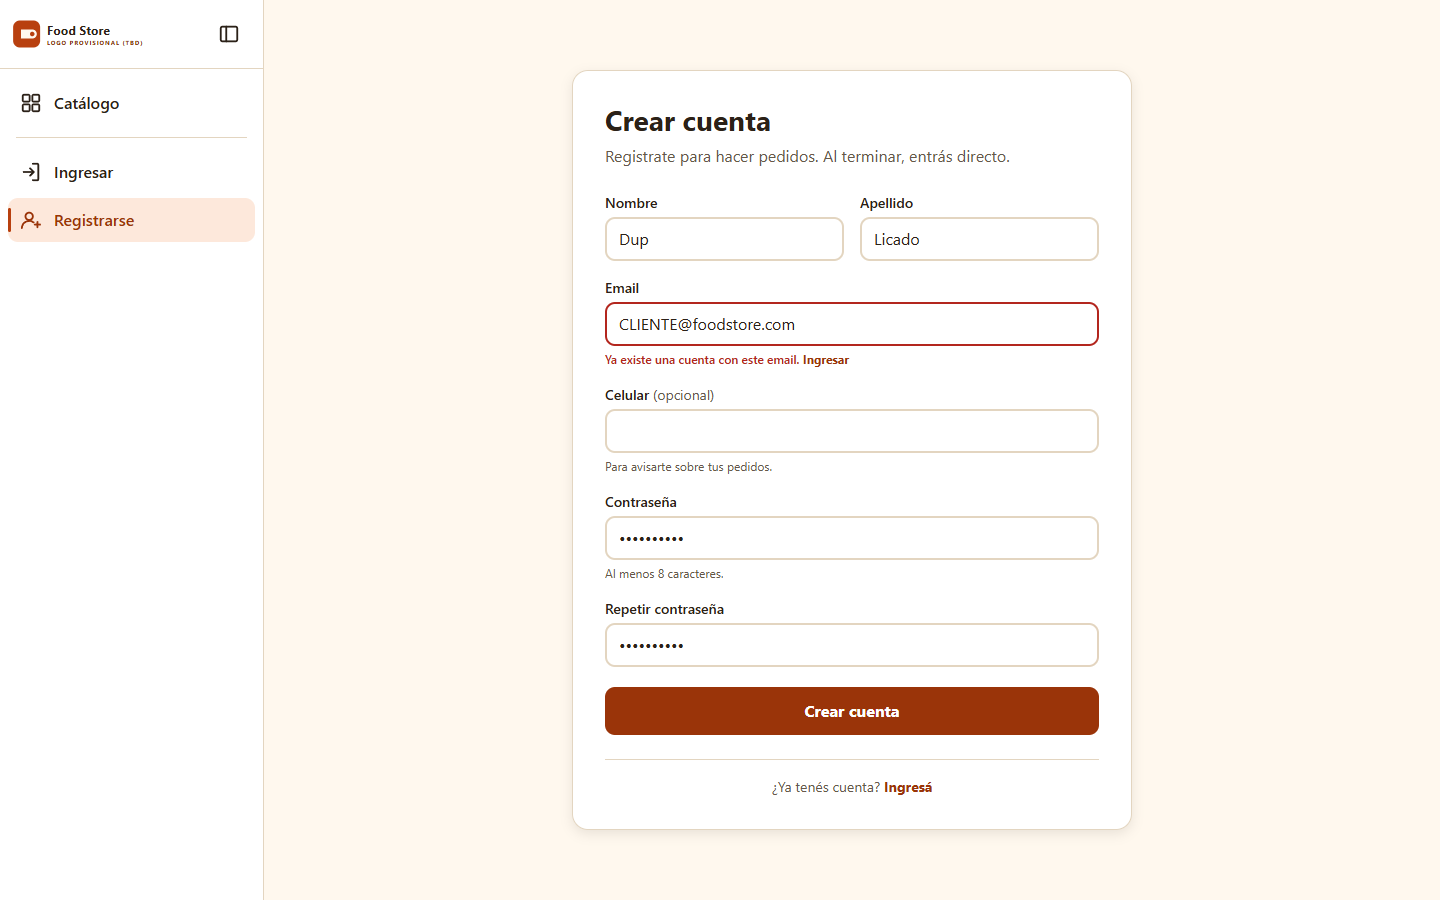 Food Store
LOGO PROVISIONAL (TBD)
Catálogo
Ingresar
Registrarse
Crear cuenta
Registrate para hacer pedidos. Al terminar, entrás directo.
Nombre
Apellido
Dup
Licado
Email
CLIENTE@foodstore.com
Ya existe una cuenta con este email. Ingresar
Celular (opcional)
Para avisarte sobre tus pedidos.
Contraseña
••••••••••
Al menos 8 caracteres.
Repetir contraseña
••••••••••
Crear cuenta
¿Ya tenés cuenta? Ingresá